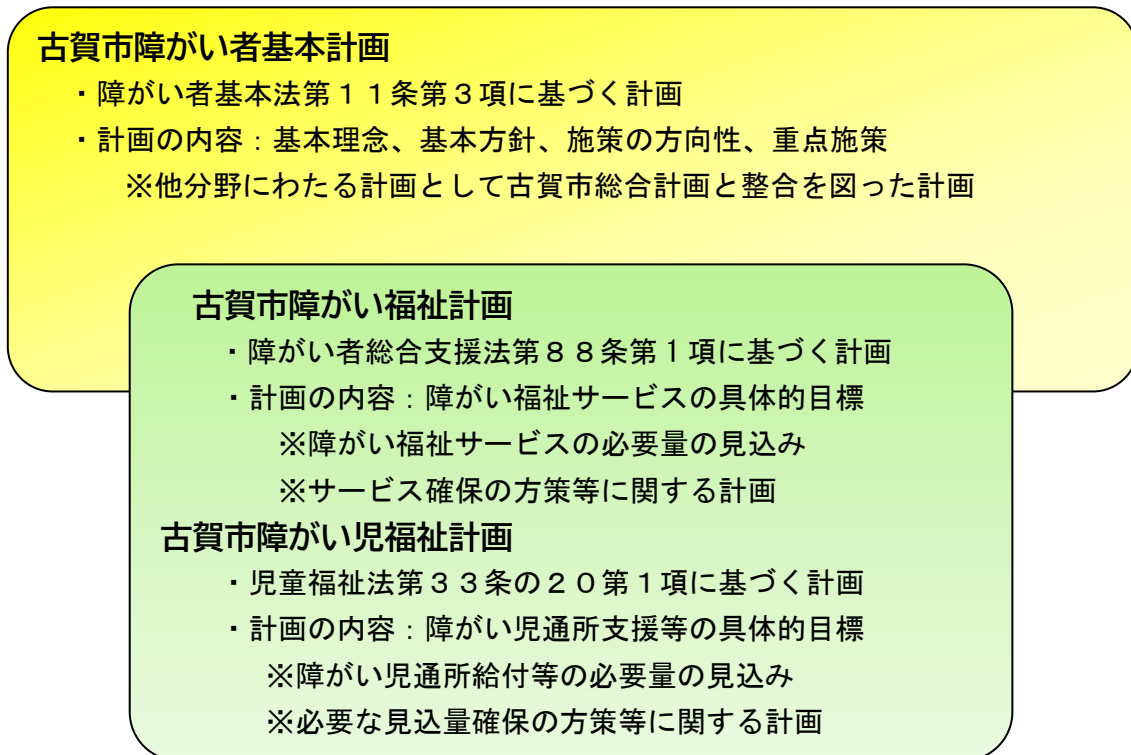 古賀市障がい者基本計画
・障がい者基本法第１１条第３項に基づく計画
・計画の内容：基本理念、基本方針、施策の方向性、重点施策
※他分野にわたる計画として古賀市総合計画と整合を図った計画
古賀市障がい福祉計画
・障がい者総合支援法第８８条第１項に基づく計画
・計画の内容：障がい福祉サービスの具体的目標
※障がい福祉サービスの必要量の見込み
※サービス確保の方策等に関する計画
古賀市障がい児福祉計画
・児童福祉法第３３条の２０第１項に基づく計画
・計画の内容：障がい児通所支援等の具体的目標
※障がい児通所給付等の必要量の見込み
※必要な見込量確保の方策等に関する計画